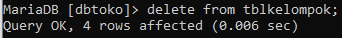 MariaDB [dbtoko]> delete from tblkelompok;
Query OK, 4 rows affected (0.006 sec)